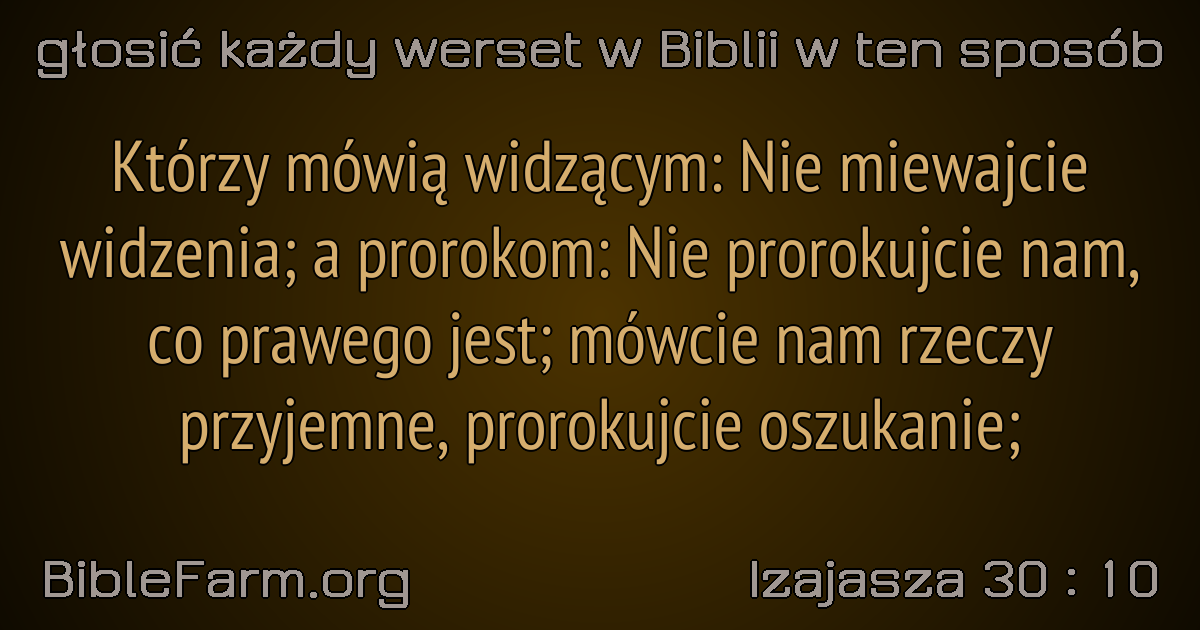 głosić każdy werset w Biblii w ten sposób
Którzy mówią widzącym: Nie miewajcie
widzenia; a prorokom: Nie prorokujcie nam,
co prawego jest; mówcie nam rzeczy
przyjemne, prorokujcie oszukanie;
BibleFarm.org
Izajasza 30 : 10